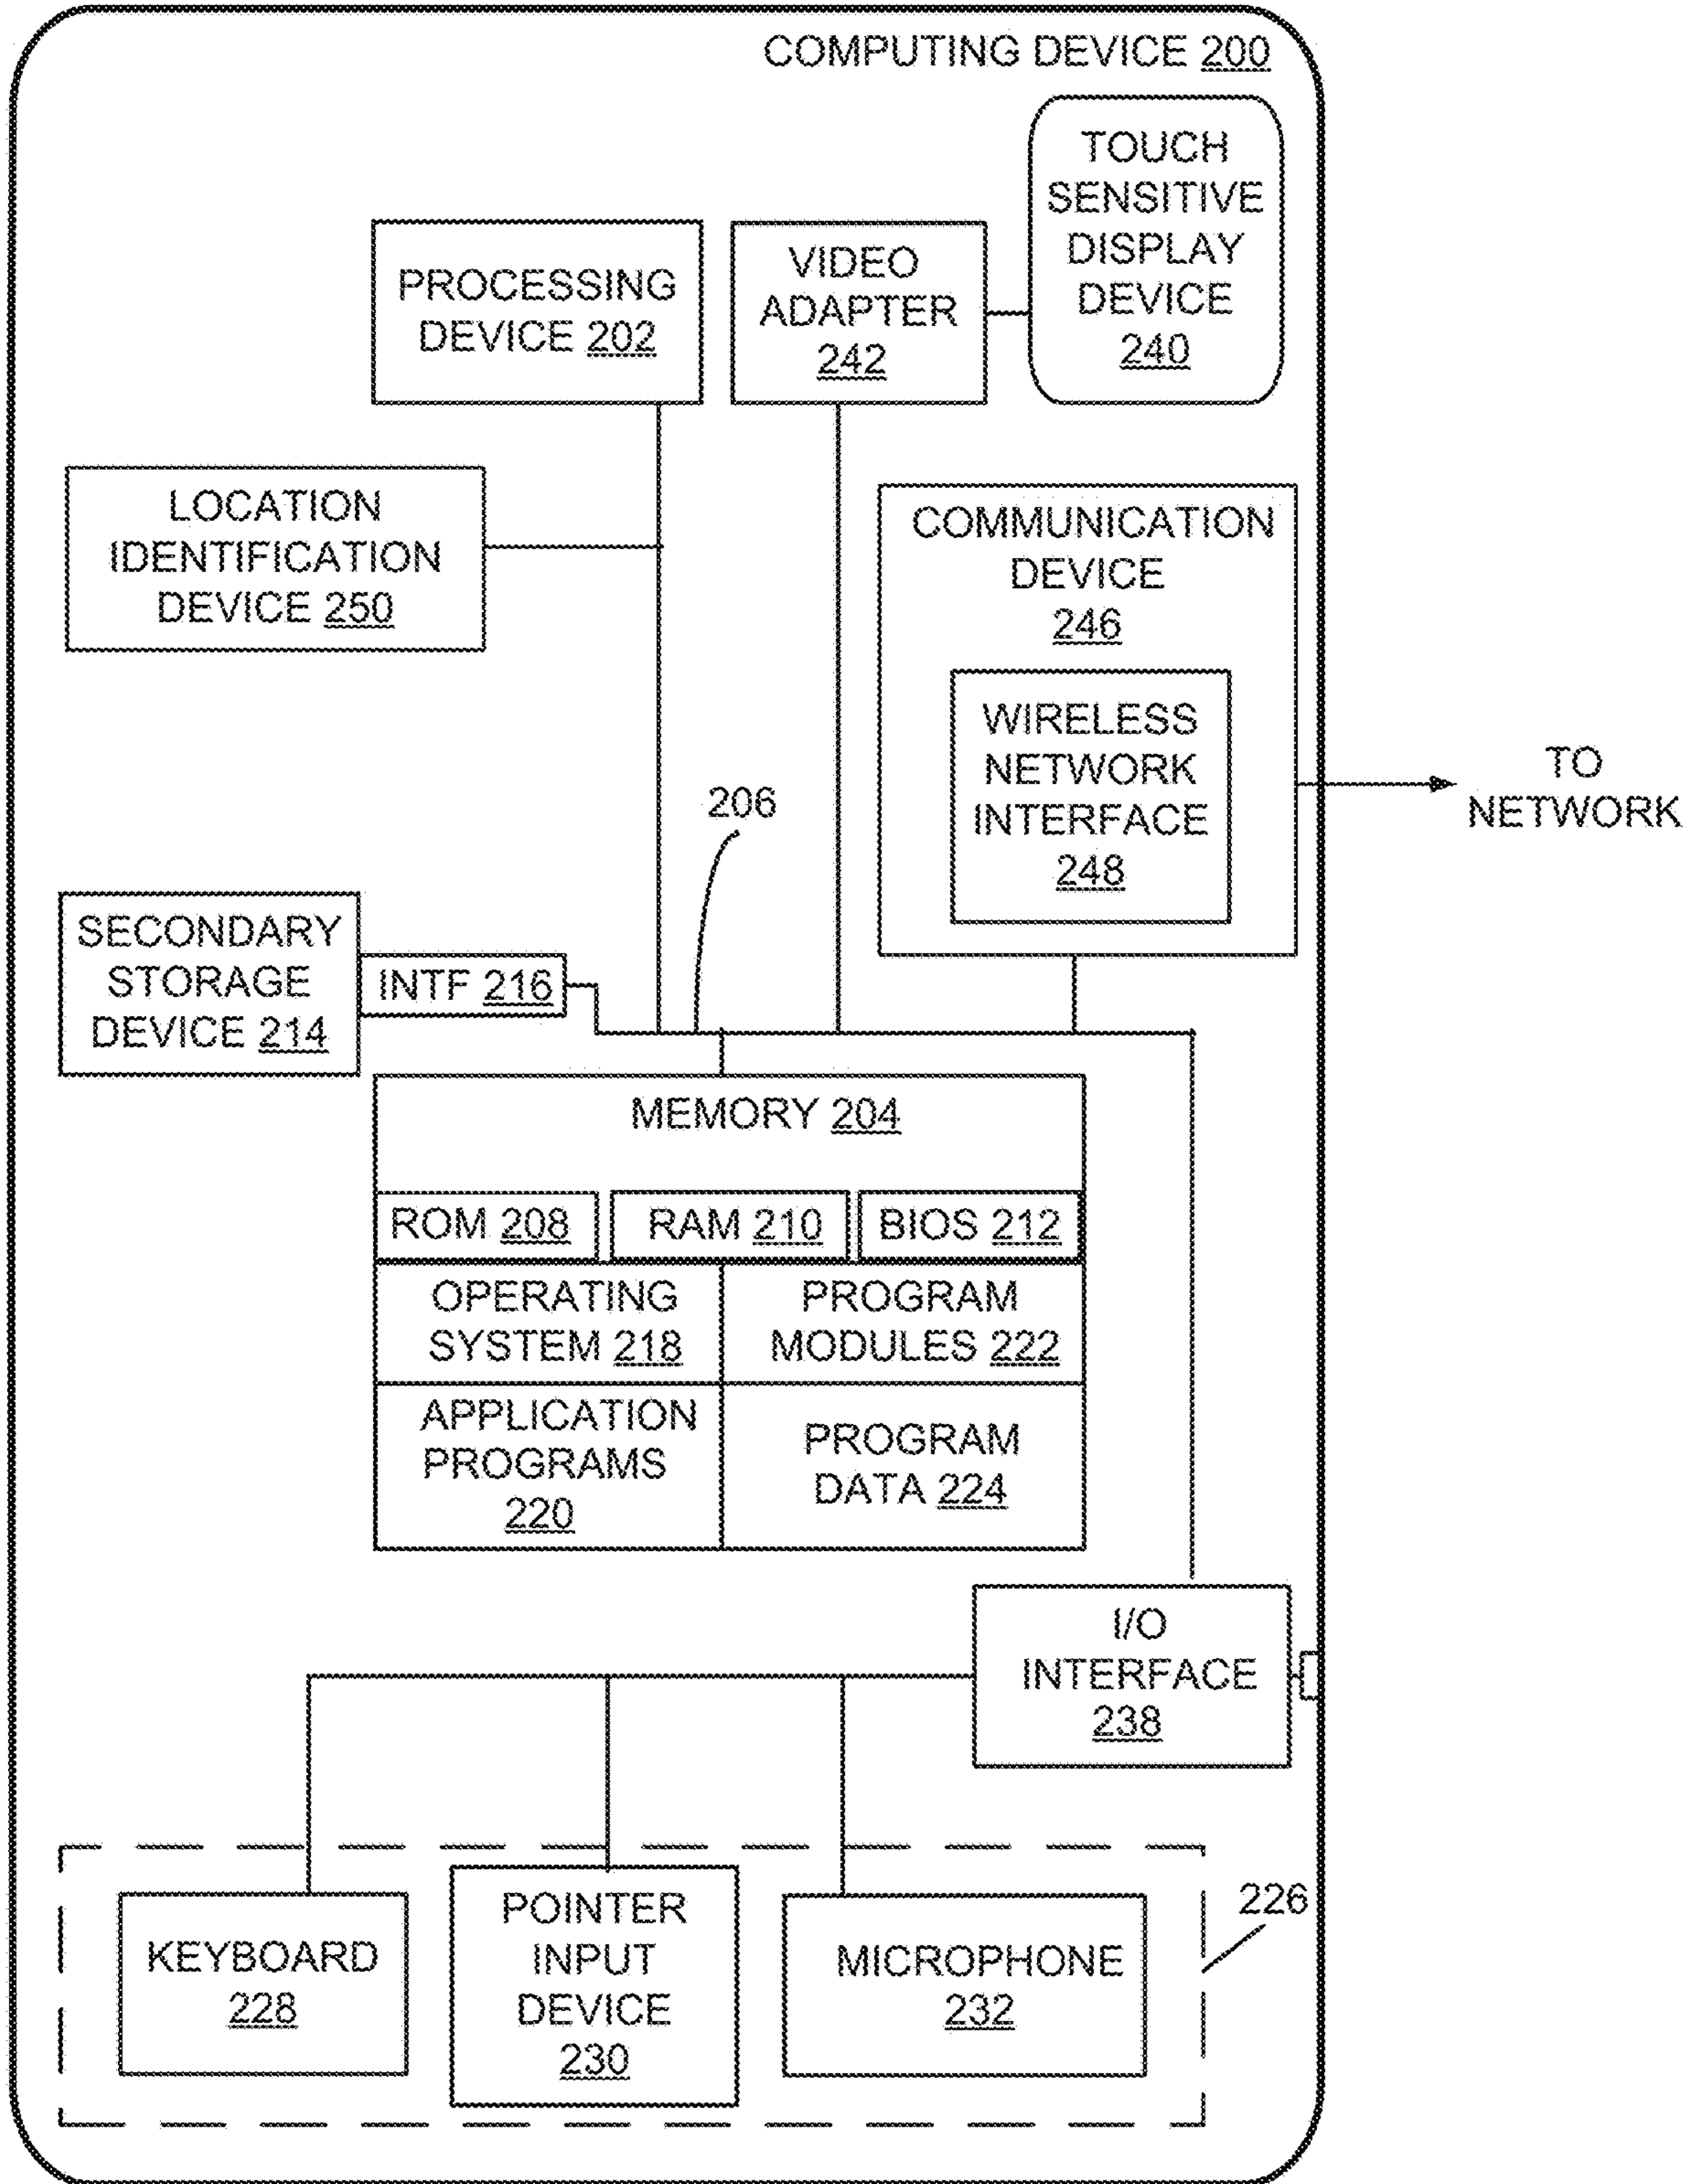 COMPUTING DEVICE 200
TOUCH
SENSITIVE
DISPLAY
DEVICE
240
PROCESSING
DEVICE 202
VIDEO
ADAPTER
242
LOCATION
IDENTIFICATION
DEVICE 250
COMMUNICATION
DEVICE
246
WIRELESS
NETWORK
INTERFACE
248
TO
NETWORK
206
SECONDARY
STORAGE
DEVICE 214
INTF 216
MEMORY 204
ROM 208
RAM 210
BIOS 212
OPERATING
SYSTEM 218
PROGRAM
MODULES 222
APPLICATION
PROGRAMS
220
PROGRAM
DATA 224
I/O
INTERFACE
238
226
KEYBOARD
228
POINTER
INPUT
DEVICE
230
MICROPHONE
232